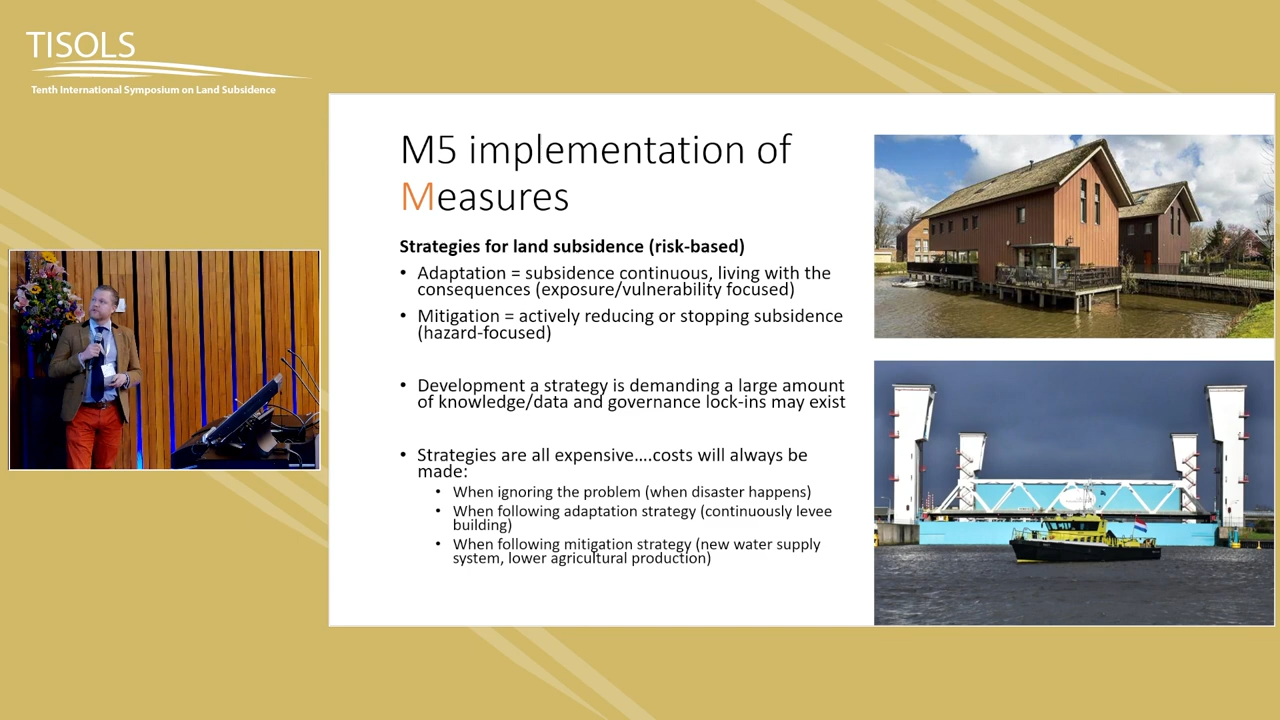 TISOLS
Tenth International Symposium on Land Subsidence
M5 implementation of
Measures
Strategies for land subsidence (risk-based)
• Adaptation = subsidence continuous, living with the
consequences (exposure/vulnerability focused)
• Mitigation = actively reducing or stopping subsidence
(hazard-focused)
• Development a strategy is demanding a large amount
of knowledge/data and governance lock-ins may exist
• Strategies are all expensive....costs will always be
made:
• When ignoring the problem (when disaster happens)
• When following adaptation strategy (continuously levee
building)
• When following mitigation strategy (new water supply
system, lower agricultural production)